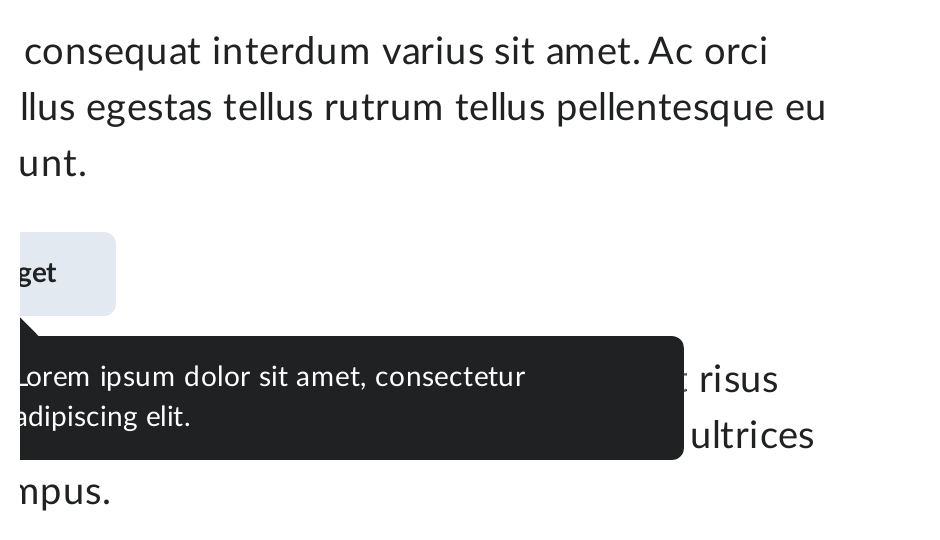 consequat interdum varius sit amet. Ac orci
llus egestas tellus rutrum tellus pellentesque eu
unt.
get
Lorem ipsum dolor sit amet, consectetur
adipiscing elit.
t risus
ultrices
mpus.